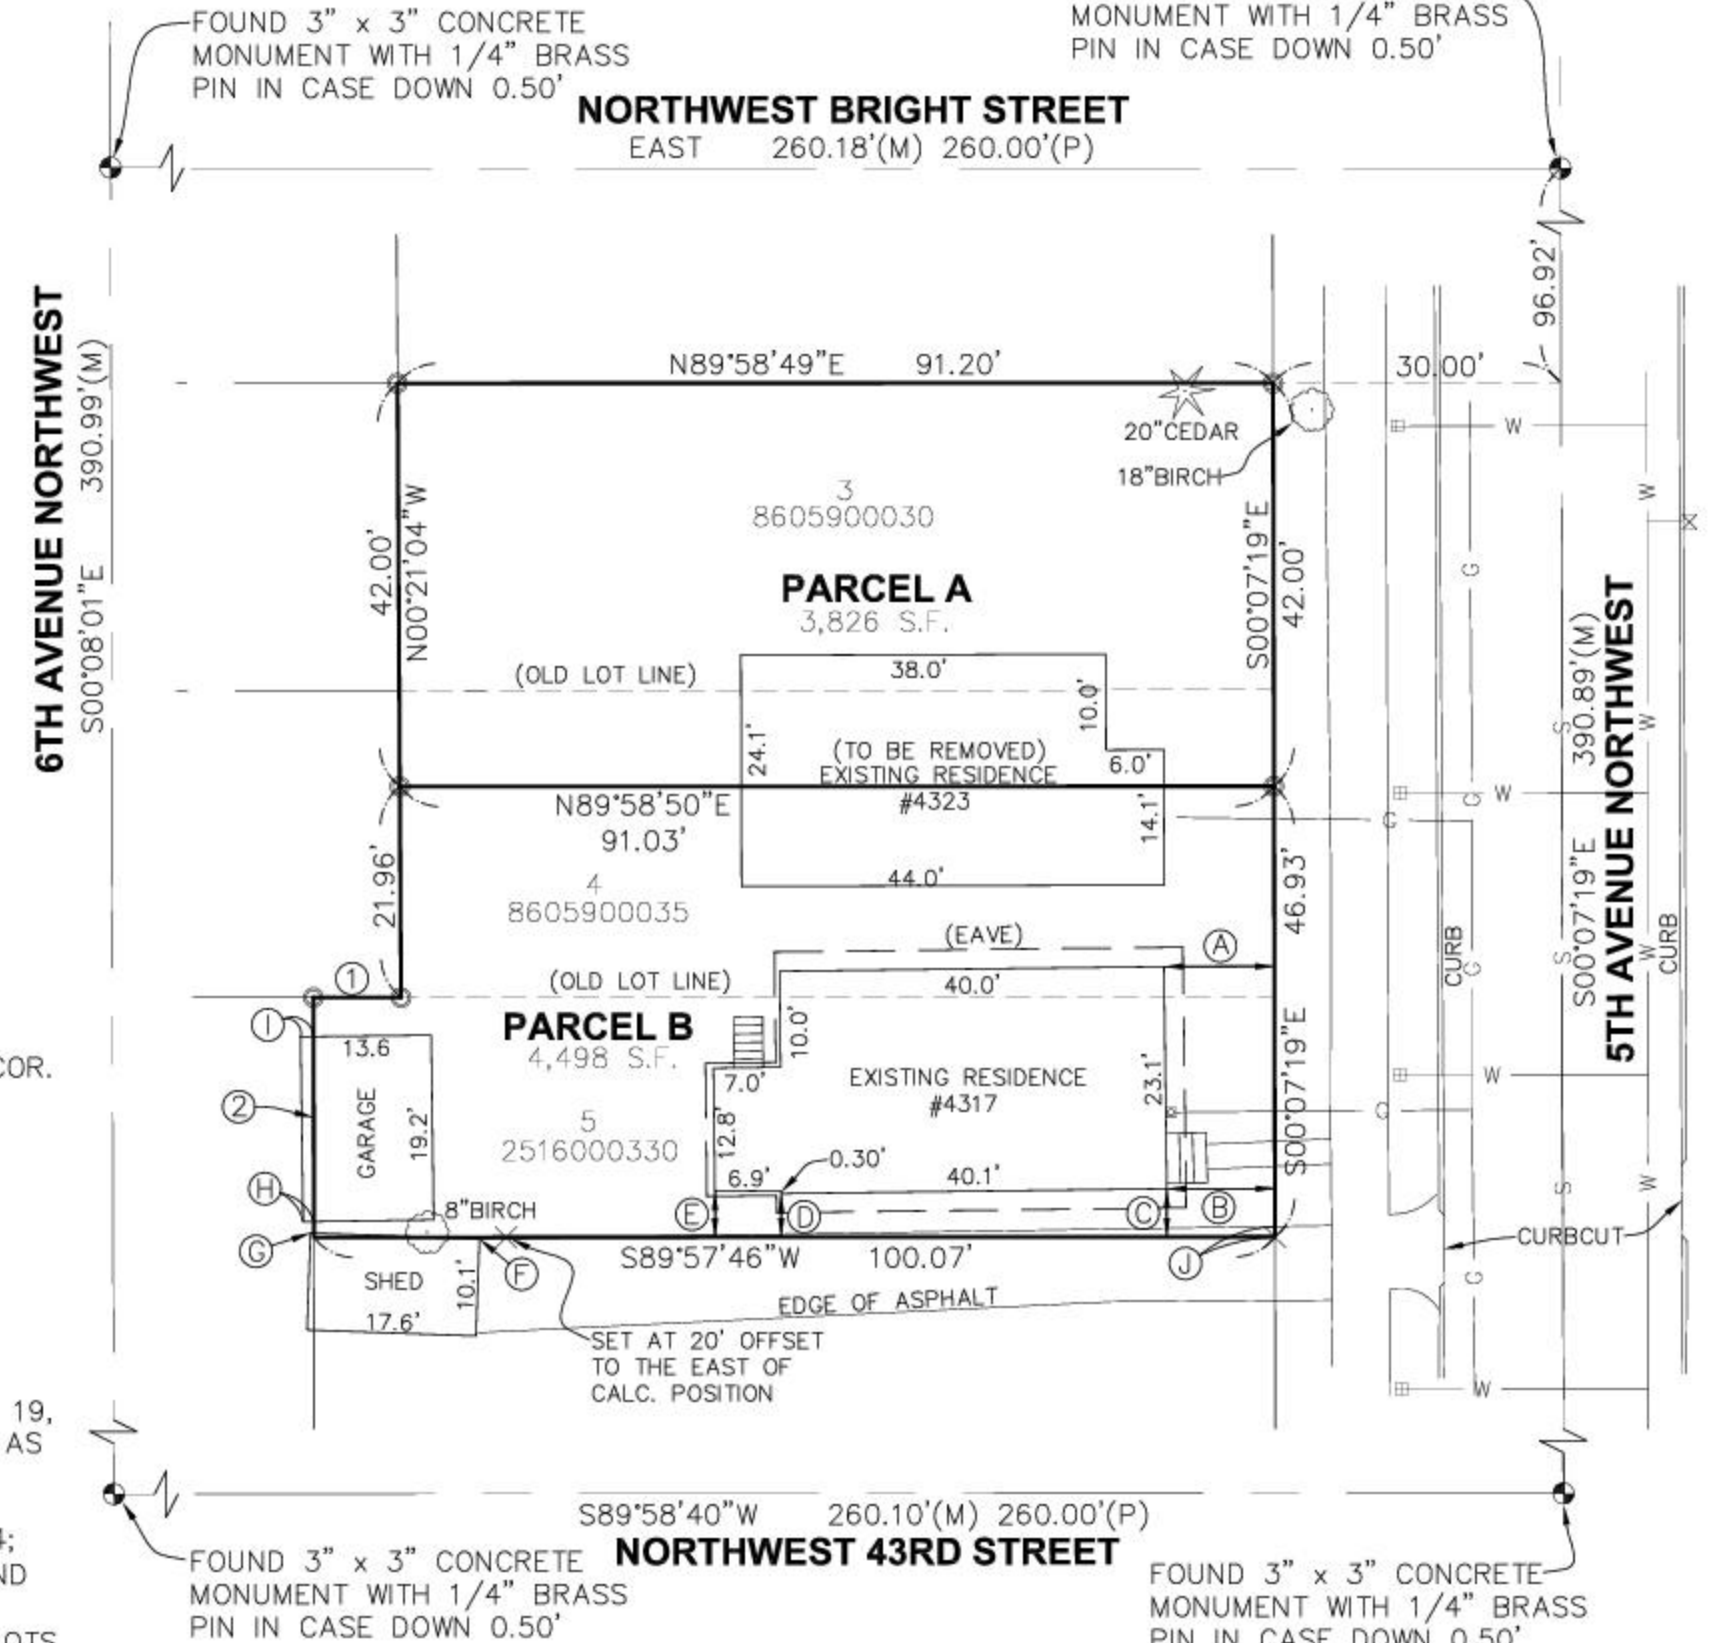 FOUND 3" x 3" CONCRETE
MONUMENT WITH 1/4" BRASS
PIN IN CASE DOWN 0.50'
MONUMENT WITH 1/4" BRASS
PIN IN CASE DOWN 0.50'
NORTHWEST BRIGHT STREET
EAST 260.18'(M) 260.00'(P)
96.92'
6TH AVENUE NORTHWEST
S00°08'01"E 390.99'(M)
N89°58'49"E 91.20'
30.00'
20"CEDAR
18"BIRCH
42.00'
N00°21'04"W
3
8605900030
PARCEL A
3,826 S.F.
S00°07'19"E
42.00'
(OLD LOT LINE)
38.0'
10.0'
24.1'
(TO BE REMOVED)
EXISTING RESIDENCE
#4323
6.0'
14.1'
44.0'
N89°58'50"E
91.03'
21.96'
4
8605900035
46.93'
(EAVE)
A
1
(OLD LOT LINE)
40.0'
PARCEL B
4,498 S.F.
10.0'
I
13.6
7.0'
EXISTING RESIDENCE
#4317
23.1'
S00°07'19"E
2
GARAGE
19.2'
12.8'
5
2516000330
0.30'
6.9'
40.1'
H
8"BIRCH
E
D
C
B
G
F
S89°57'46"W 100.07'
J
SHED
10.1'
17.6'
EDGE OF ASPHALT
SET AT 20' OFFSET
TO THE EAST OF
CALC. POSITION
W
W
W
W
W
W
W
W
W
G
G
G
G
G
G
S
S
S
CURB
CURB
CURBCUT
S00°07'19"E 390.89'(M)
5TH AVENUE NORTHWEST
COR.
19,
AS
4;
ND
OTS
S89°58'40"W 260.10'(M) 260.00'(P)
NORTHWEST 43RD STREET
FOUND 3" x 3" CONCRETE
MONUMENT WITH 1/4" BRASS
PIN IN CASE DOWN 0.50'
FOUND 3" x 3" CONCRETE
MONUMENT WITH 1/4" BRASS
PIN IN CASE DOWN 0.50'